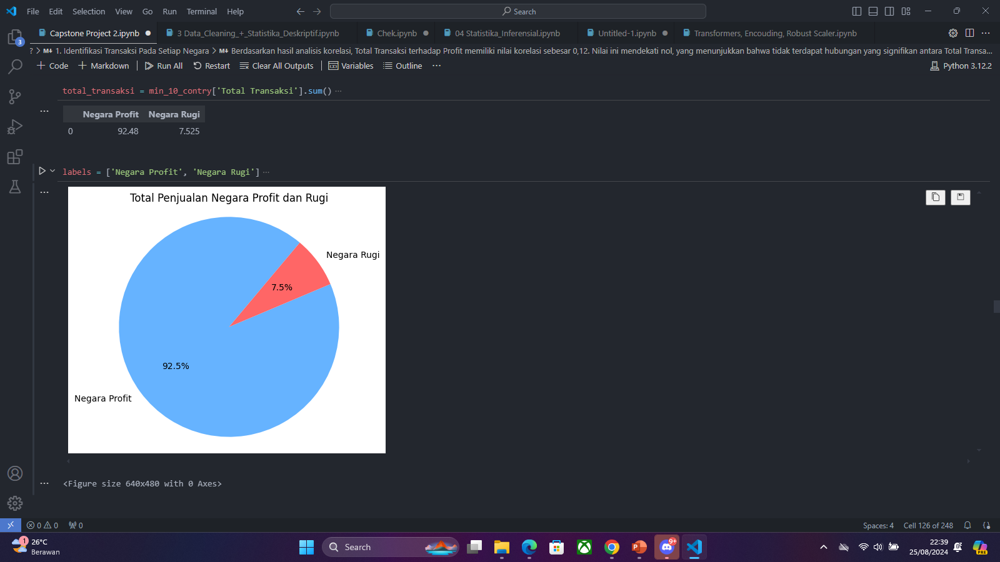 File Edit Selection View Go Run Terminal Help
Search
Capstone Project 2.ipynb
3 Data_Cleaning_+_Statistika_Deskriptif.ipynb
Chek.ipynb
04 Statistika_Inferensial.ipynb
Untitled-1.ipynb
Transformers, Encouding, Robust Scaler.ipynb
? > M↓ 1. Identifikasi Transaksi Pada Setiap Negara > M↓ Berdasarkan hasil analisis korelasi, Total Transaksi terhadap Profit memiliki nilai korelasi sebesar 0,12. Nilai ini mendekati nol, yang menunjukkan bahwa tidak terdapat hubungan yang signifikan antara Total Transa...
+ Code + Markdown Run All Restart Clear All Outputs Variables Outline ...
Python 3.12.2
3
total_transaksi = min_10_contry['Total Transaksi'].sum() ...
Negara Profit Negara Rugi
0 92.48 7.525
labels = ['Negara Profit', 'Negara Rugi'] ...
Total Penjualan Negara Profit dan Rugi
Negara Rugi
7.5%
92.5%
Negara Profit
<Figure size 640x480 with 0 Axes>
0 0 0
Spaces: 4 Cell 126 of 248
1
26°C
Berawan
Search
9+
22:39
25/08/2024
PRE